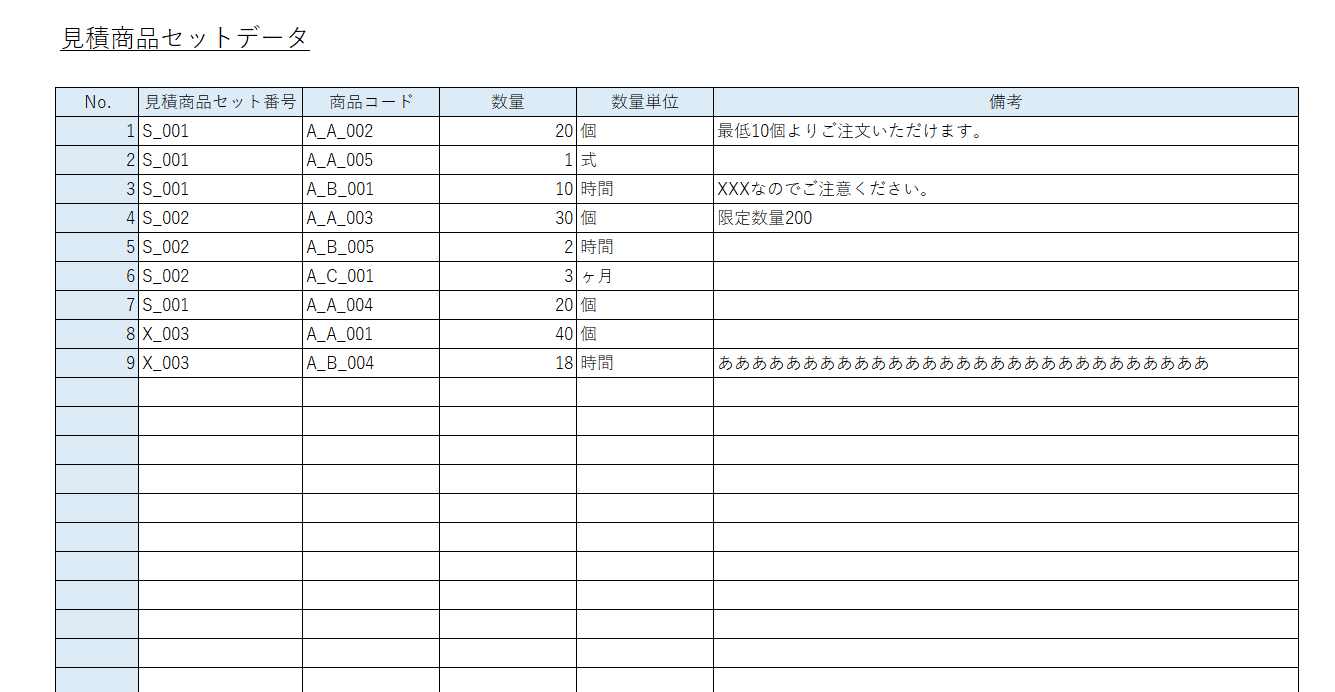 見積商品セットデータ
No. 見積商品セット番号 商品コード 数量 数量単位 備考
1 S_001 A_A_002 20 個 最低10個よりご注文いただけます。
2 S_001 A_A_005 1 式
3 S_001 A_B_001 10 時間 XXXなのでご注意ください。
4 S_002 A_A_003 30 個 限定数量200
5 S_002 A_B_005 2 時間
6 S_002 A_C_001 3 ヶ月
7 S_001 A_A_004 20 個
8 X_003 A_A_001 40 個
9 X_003 A_B_004 18 時間 あああああああああああああああああああああああああああああ